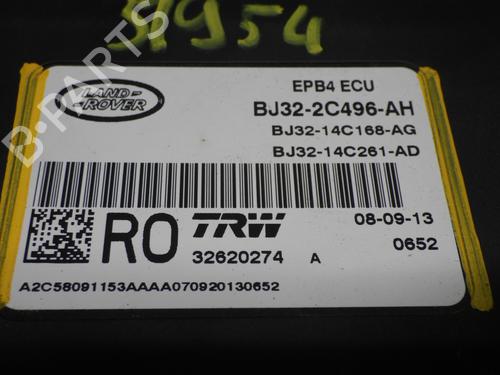 S1954
LAND-
-ROVER
EPB4 ECU
BJ32-2C496-AH
BJ32-14C168-AG
BJ32-14C261-AD
RO
TRW
08-09-13
32620274 A
0652
A2C58091153AAAA070920130652
B-PARTS